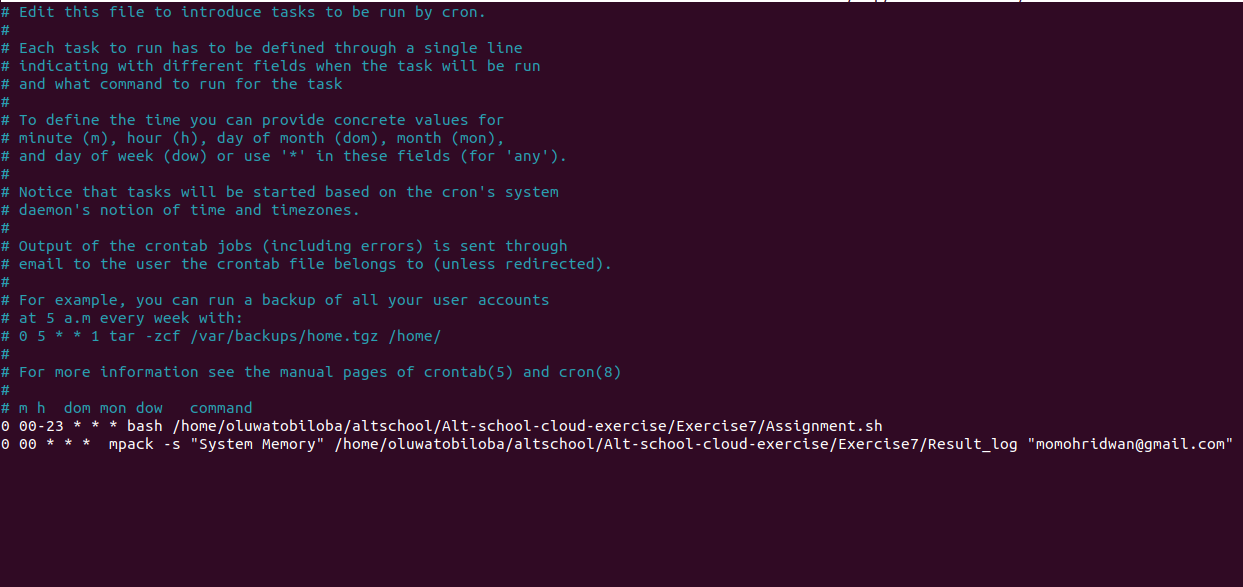 # Edit this file to introduce tasks to be run by cron.
#
# Each task to run has to be defined through a single line
# indicating with different fields when the task will be run
# and what command to run for the task
#
# To define the time you can provide concrete values for
# minute (m), hour (h), day of month (dom), month (mon),
# and day of week (dow) or use '*' in these fields (for 'any').
#
# Notice that tasks will be started based on the cron's system
# daemon's notion of time and timezones.
#
# Output of the crontab jobs (including errors) is sent through
# email to the user the crontab file belongs to (unless redirected).
#
# For example, you can run a backup of all your user accounts
# at 5 a.m every week with:
# 0 5 * * 1 tar -zcf /var/backups/home.tgz /home/
#
# For more information see the manual pages of crontab(5) and cron(8)
#
# m h  dom mon dow   command
0 00-23 * * * bash /home/oluwatobiloba/altschool/Alt-school-cloud-exercise/Exercise7/Assignment.sh
0 00 * * *  mpack -s "System Memory" /home/oluwatobiloba/altschool/Alt-school-cloud-exercise/Exercise7/Result_log "momohridwan@gmail.com"